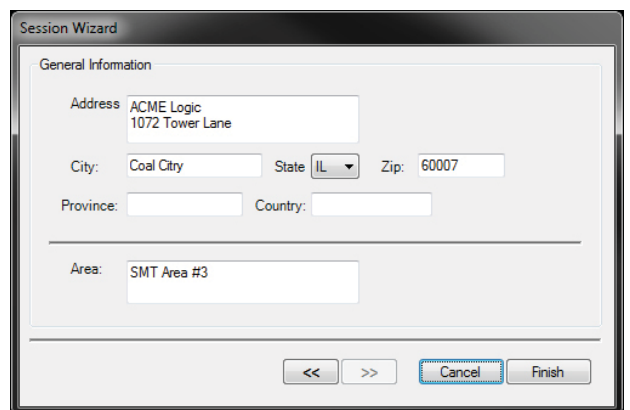 Session Wizard
General Information
Address ACME Logic
1072 Tower Lane
City: Coal Citry State IL Zip: 60007
Province: Country:
Area: SMT Area #3
<< >> Cancel Finish